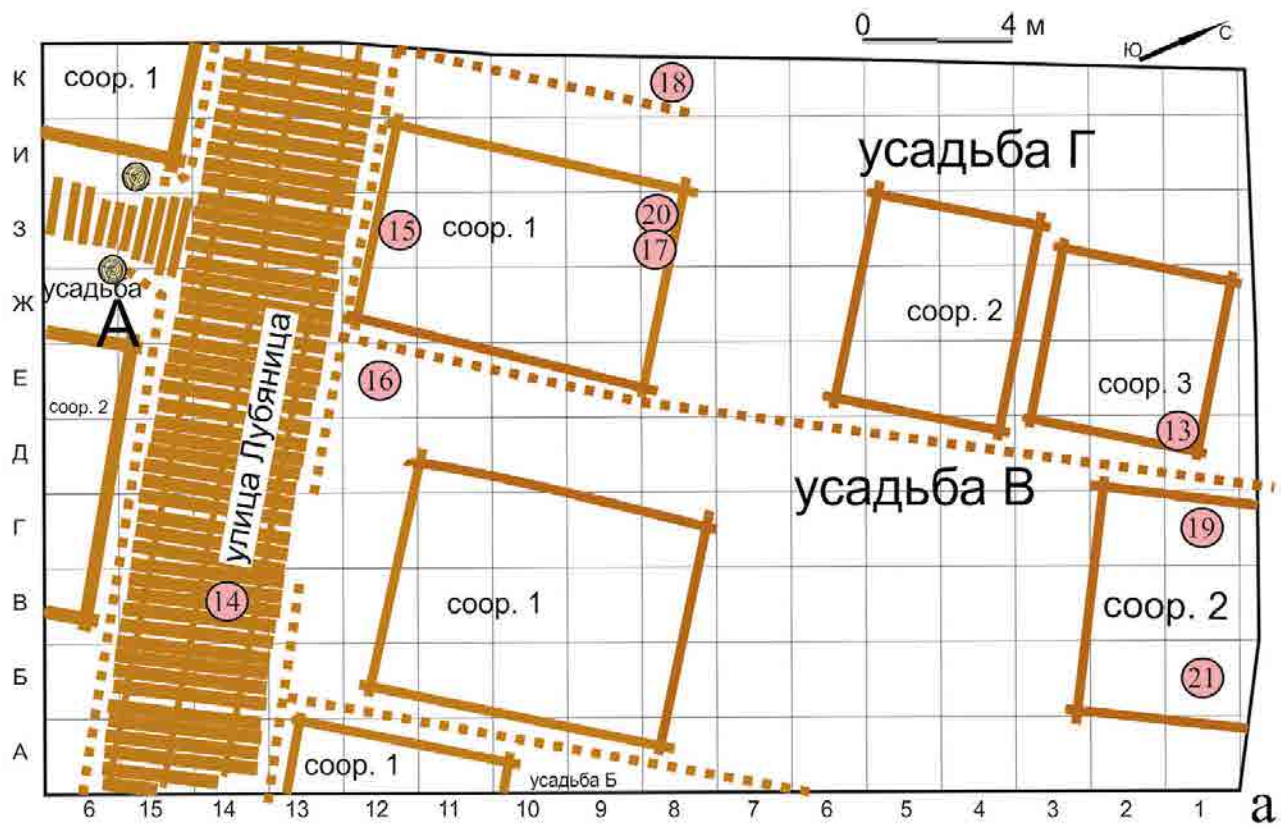 0 4 м
Ю С
К
И
З
Ж
Е
Д
Г
В
Б
А
соор. 1
18
усадьба Г
20
15
соор. 1
17
усадьба
А
соор. 2
соор. 3
16
соор. 2
13
улица Лубяница
усадьба В
19
14
соор. 1
соор. 2
21
соор. 1
усадьба Б
6 15 14 13 12 11 10 9 8 7 6 5 4 3 2 1
а